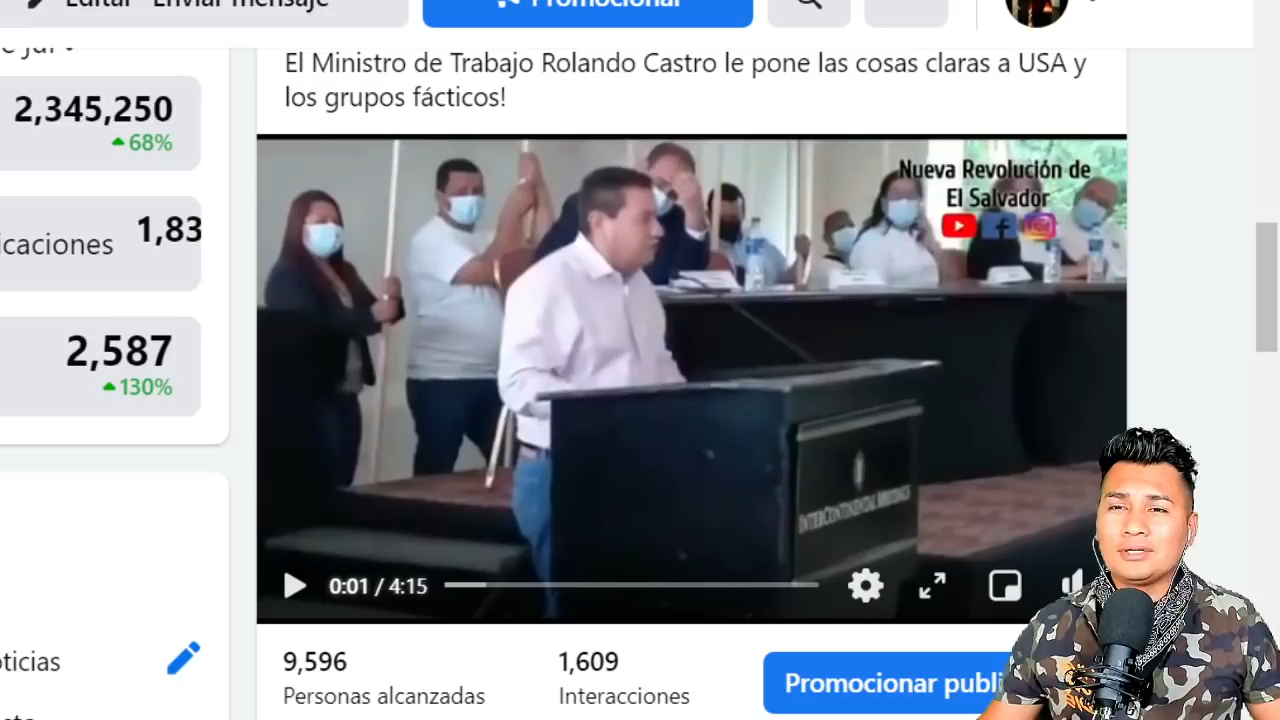 Editar
Enviar mensaje
Promocionar
2,345,250
68%
icaciones
1,83
2,587
130%
oticias
El Ministro de Trabajo Rolando Castro le pone las cosas claras a USA y
los grupos fácticos!
Nueva Revolución de
El Salvador
INTERCONTINENTAL
0:01 / 4:15
9,596
Personas alcanzadas
1,609
Interacciones
Promocionar publi